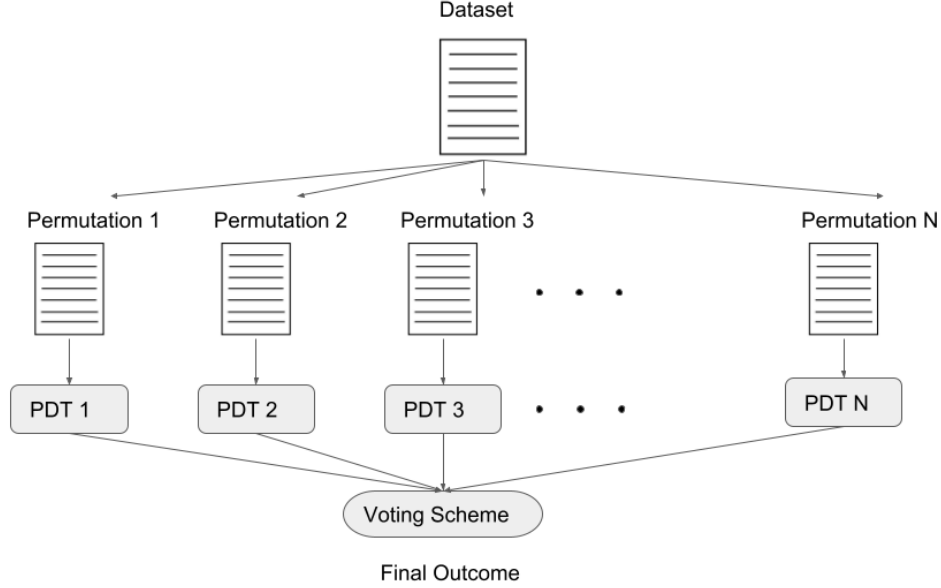 Dataset
Permutation 1
Permutation 2
Permutation 3
Permutation N
PDT 1
PDT 2
PDT 3
PDT N
Voting Scheme
Final Outcome